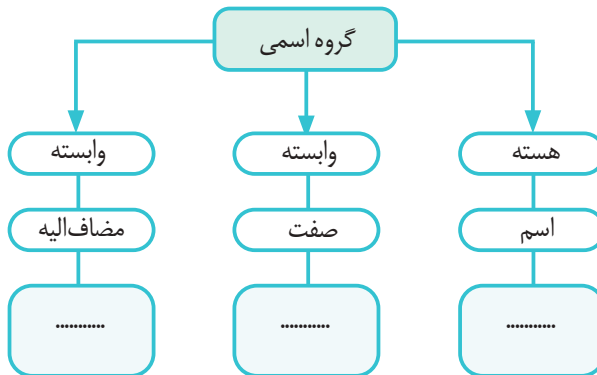 گروه اسمی
هسته
وابسته
وابسته
اسم
صفت
مضاف‌الیه
...........
...........
...........